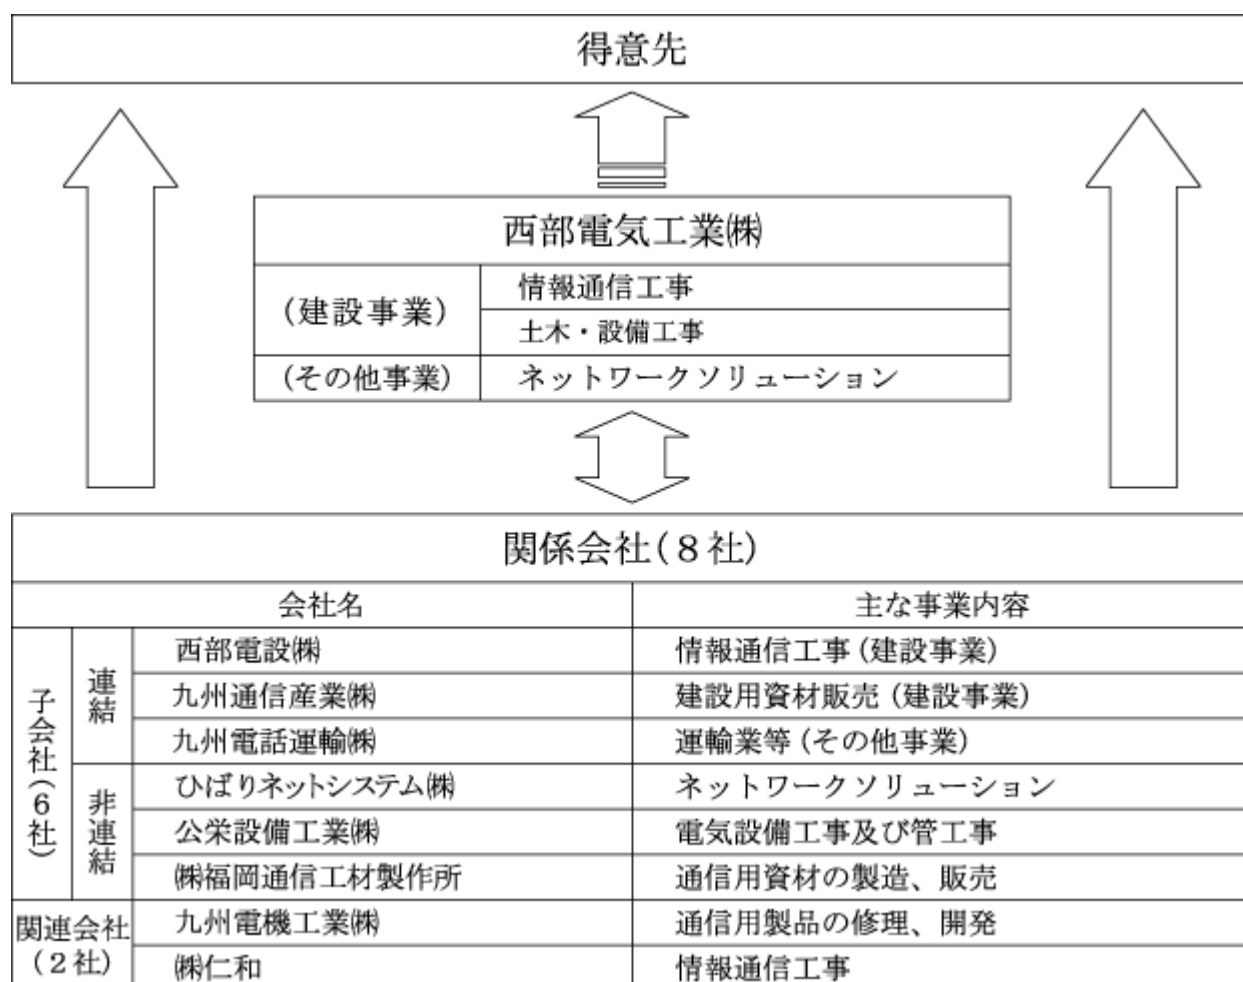 得意先
西部電気工業㈱
(建設事業)
情報通信工事
土木・設備工事
(その他事業)
ネットワークソリューション
関係会社(8社)
会社名
主な事業内容
子会社(6社)
連結
西部電設㈱
情報通信工事(建設事業)
九州通信産業㈱
建設用資材販売(建設事業)
九州電話運輸㈱
運輸業等(その他事業)
非連結
ひばりネットシステム㈱
ネットワークソリューション
公栄設備工業㈱
電気設備工事及び管工事
㈱福岡通信工材製作所
通信用資材の製造、販売
関連会社
(2社)
九州電機工業㈱
通信用製品の修理、開発
㈱仁和
情報通信工事